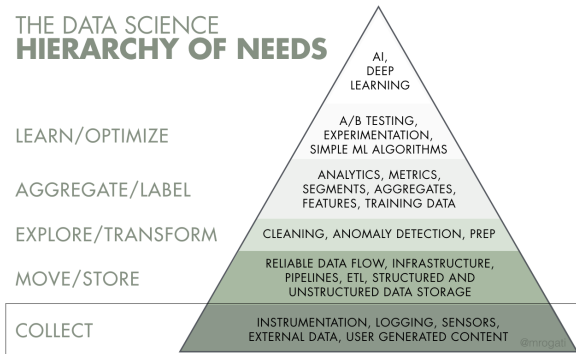 THE DATA SCIENCE
HIERARCHY OF NEEDS
AI,
DEEP
LEARNING
LEARN/OPTIMIZE
A/B TESTING,
EXPERIMENTATION,
SIMPLE ML ALGORITHMS
AGGREGATE/LABEL
ANALYTICS, METRICS,
SEGMENTS, AGGREGATES,
FEATURES, TRAINING DATA
EXPLORE/TRANSFORM
CLEANING, ANOMALY DETECTION, PREP
MOVE/STORE
RELIABLE DATA FLOW, INFRASTRUCTURE,
PIPELINES, ETL, STRUCTURED AND
UNSTRUCTURED DATA STORAGE
COLLECT
INSTRUMENTATION, LOGGING, SENSORS,
EXTERNAL DATA, USER GENERATED CONTENT
@mrogati